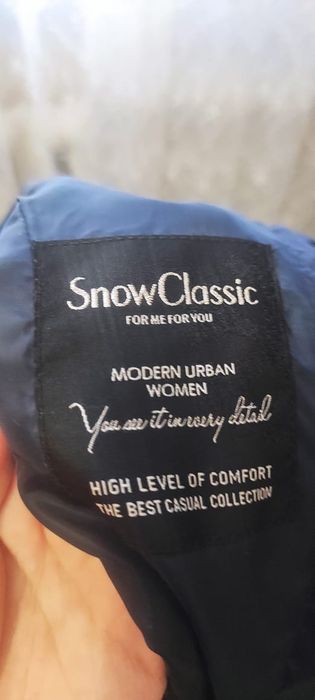 SnowClassic
FOR ME FOR YOU
MODERN URBAN
WOMEN
You see it in every detail
HIGH LEVEL OF COMFORT
THE BEST CASUAL COLLECTION